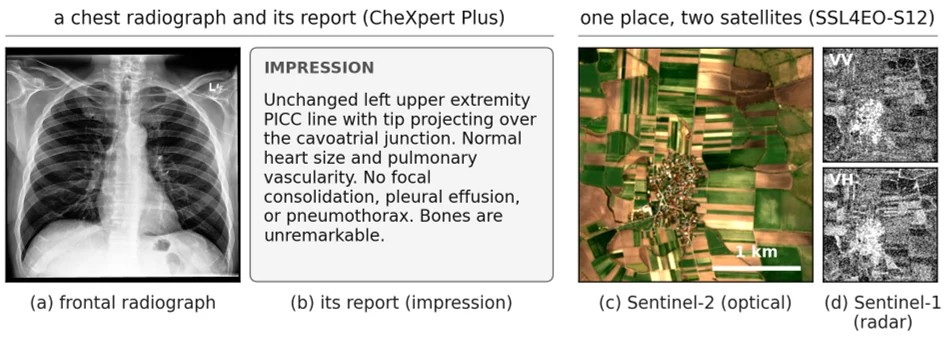 a chest radiograph and its report (CheXpert Plus)
one place, two satellites (SSL4EO-S12)
IMPRESSION
Unchanged left upper extremity
PICC line with tip projecting over
the cavoatrial junction. Normal
heart size and pulmonary
vascularity. No focal
consolidation, pleural effusion,
or pneumothorax. Bones are
unremarkable.
1 km
VV
VH
(a) frontal radiograph
(b) its report (impression)
(c) Sentinel-2 (optical)
(d) Sentinel-1
(radar)